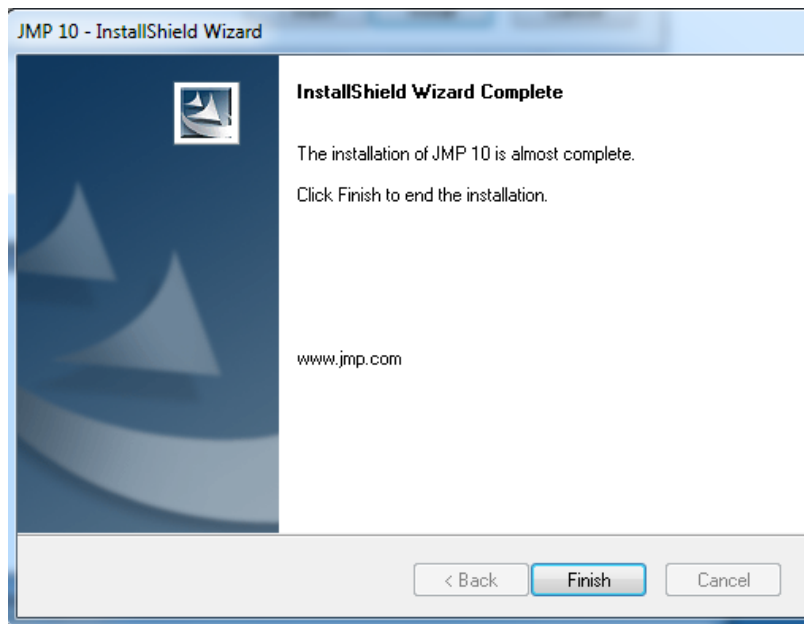 JMP 10 - InstallShield Wizard
InstallShield Wizard Complete
The installation of JMP 10 is almost complete.
Click Finish to end the installation.
www.jmp.com
< Back
Finish
Cancel